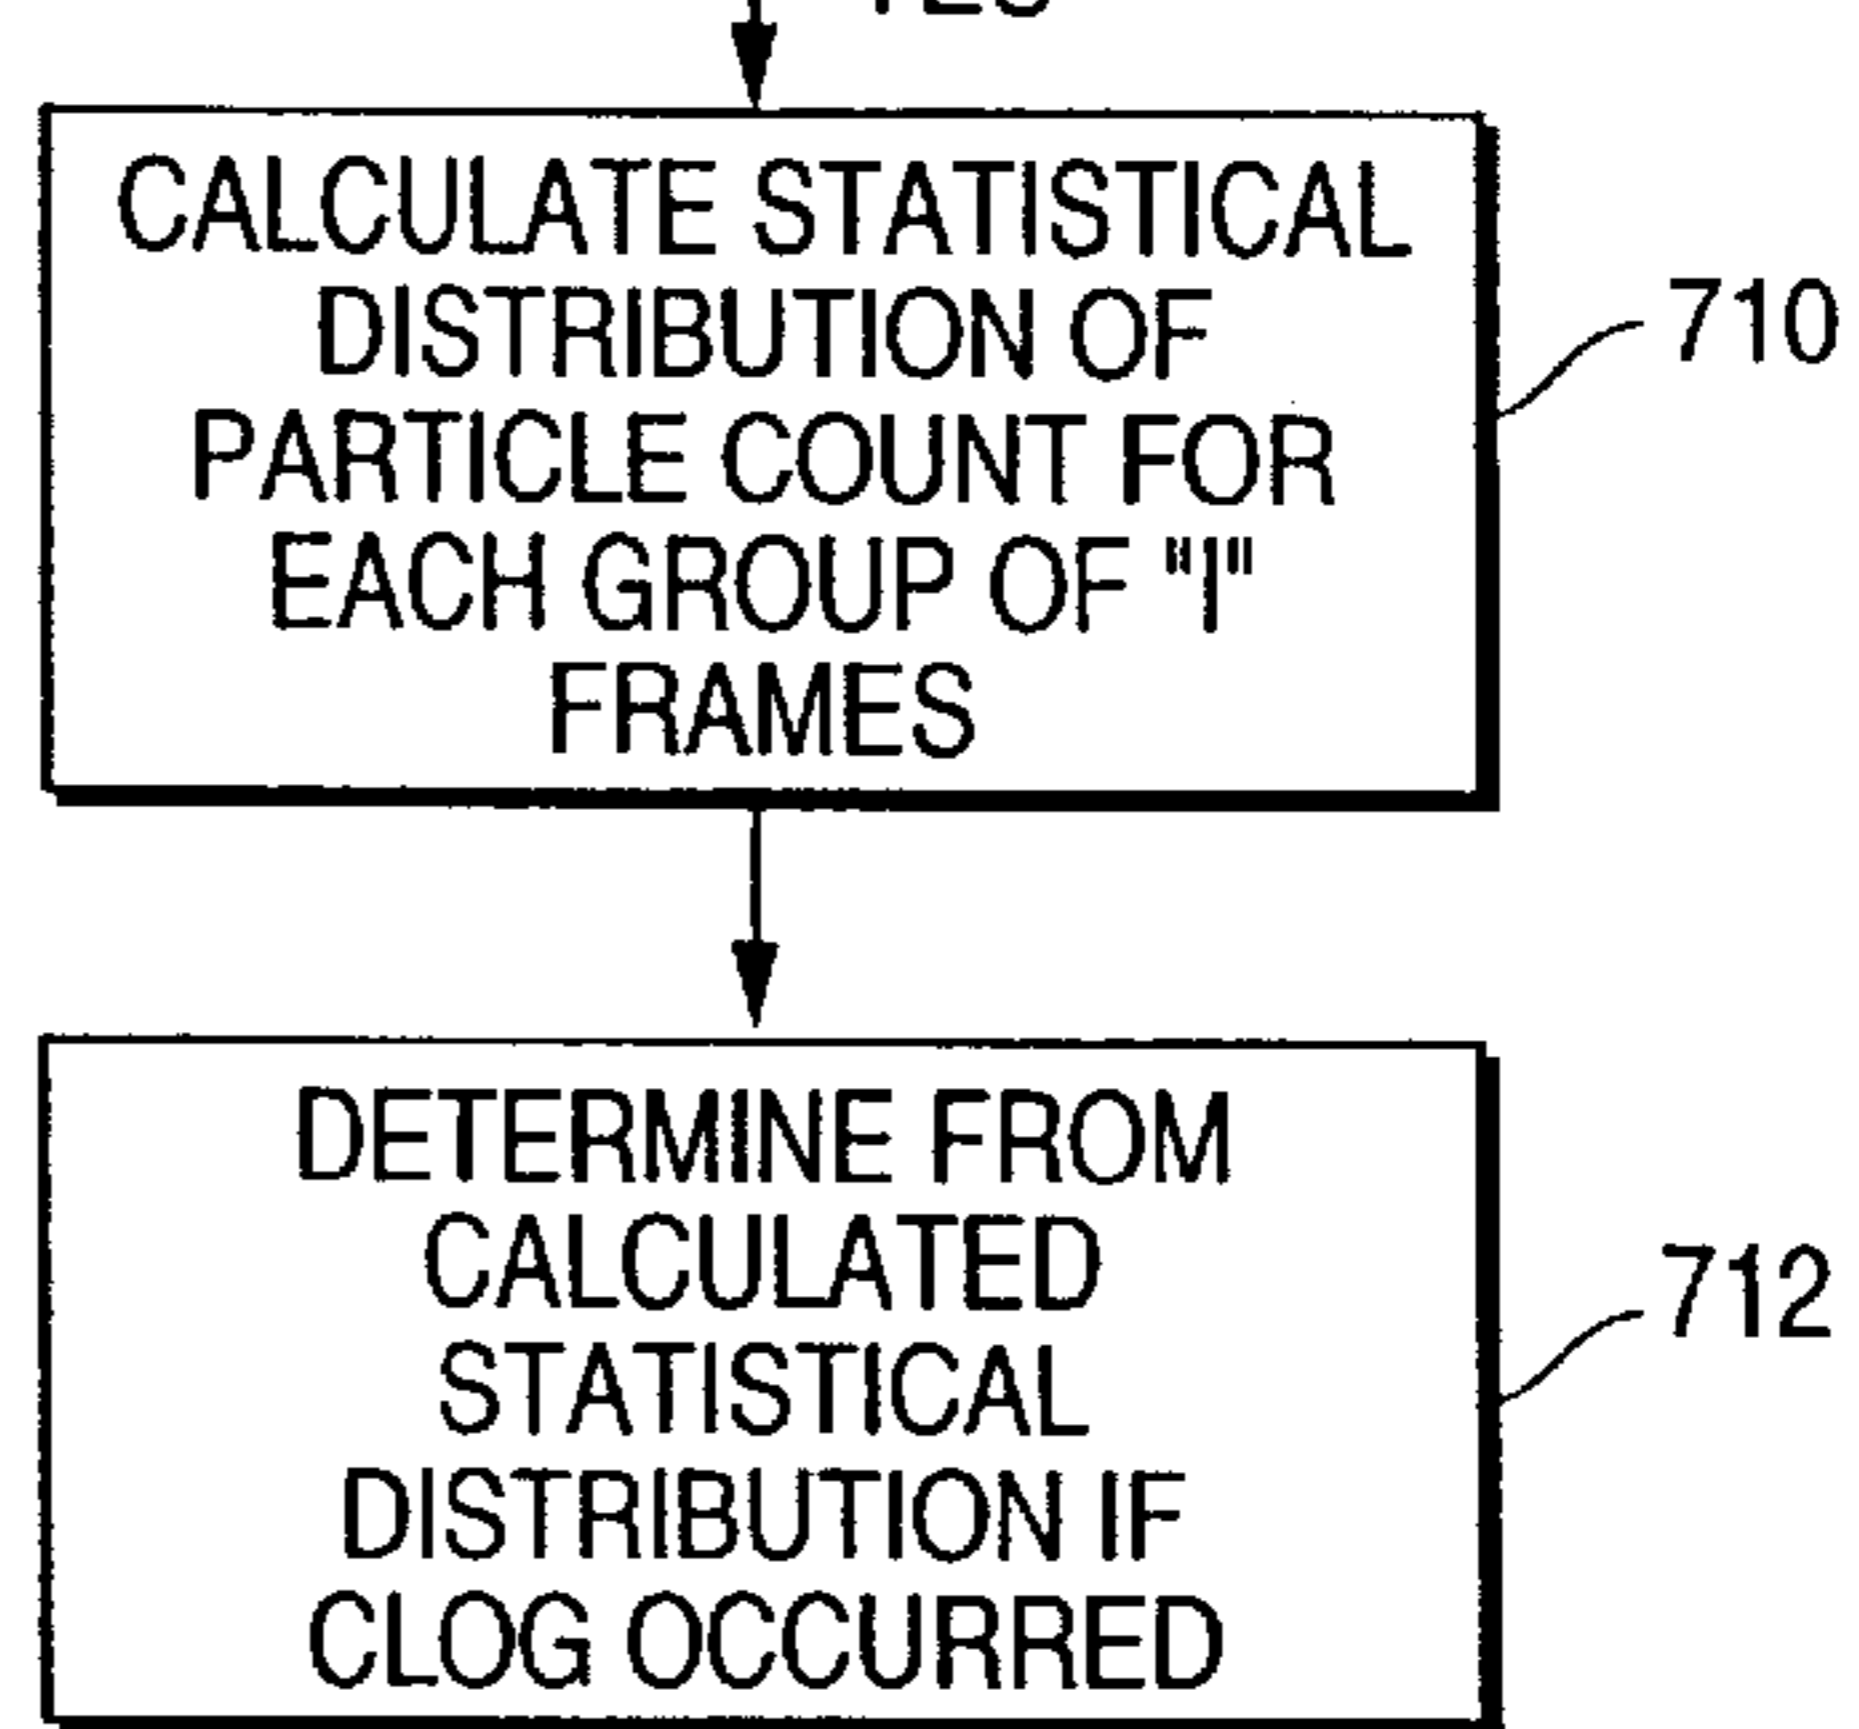 YES
CALCULATE STATISTICAL
DISTRIBUTION OF
PARTICLE COUNT FOR
EACH GROUP OF "I"
FRAMES
710
DETERMINE FROM
CALCULATED
STATISTICAL
DISTRIBUTION IF
CLOG OCCURRED
712